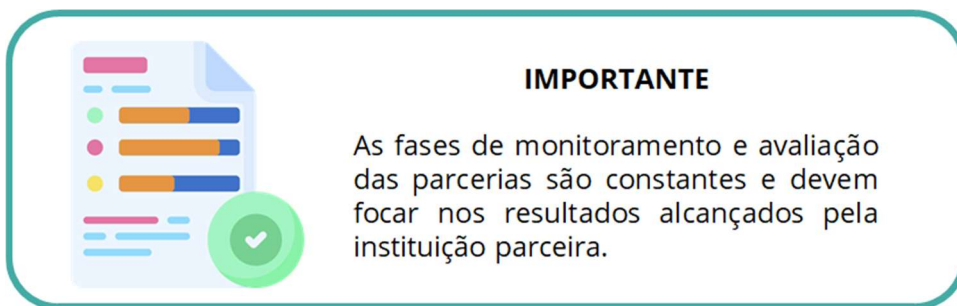 IMPORTANTE
As fases de monitoramento e avaliação
das parcerias são constantes e devem
focar nos resultados alcançados pela
instituição parceira.